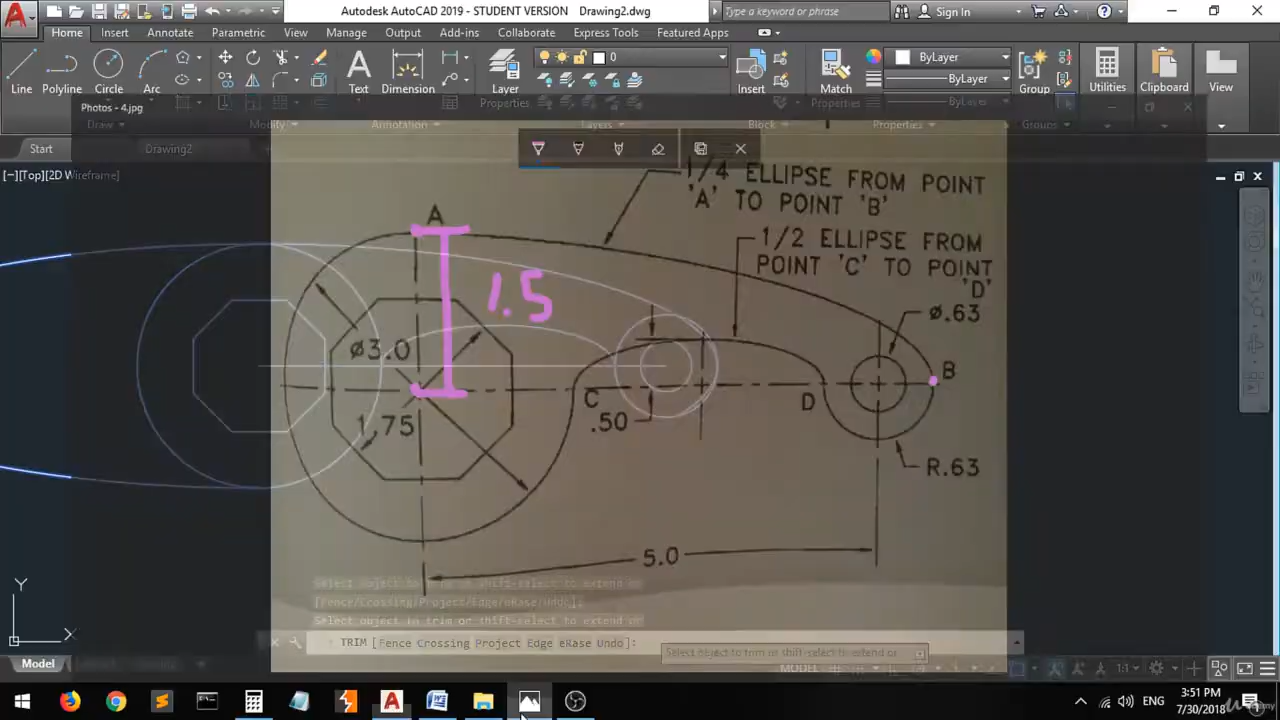 Autodesk AutoCAD 2019 - STUDENT VERSION Drawing2.dwg
Type a keyword or phrase
Sign In
Home Insert Annotate Parametric View Manage Output Add-ins Collaborate Express Tools Featured Apps
0
ByLayer
ByLayer
ByLayer
Line Polyline Circle Arc Text Dimension Layer Insert Match Group Utilities Clipboard View
Properties Properties
Photos - 4.jpg
Draw Modify Annotation Layers Block Properties Groups
Start Drawing2
[−][Top][2D Wireframe]
1/4 ELLIPSE FROM POINT
'A' TO POINT 'B'
A
1/2 ELLIPSE FROM
POINT 'C' TO POINT
'D'
1.5
ø.63
ø3.0
B
C
D
.50
1.75
R.63
5.0
Select object to trim or shift-select to extend or
[Fence/Crossing/Project/Edge/eRase/Undo]:
Select object to trim or shift-select to extend or
TRIM [Fence Crossing Project Edge eRase Undo]:
Select object to trim or shift-select to extend or
Y
X
Model
MODEL
1:1
ENG
3:51 PM
7/30/2018